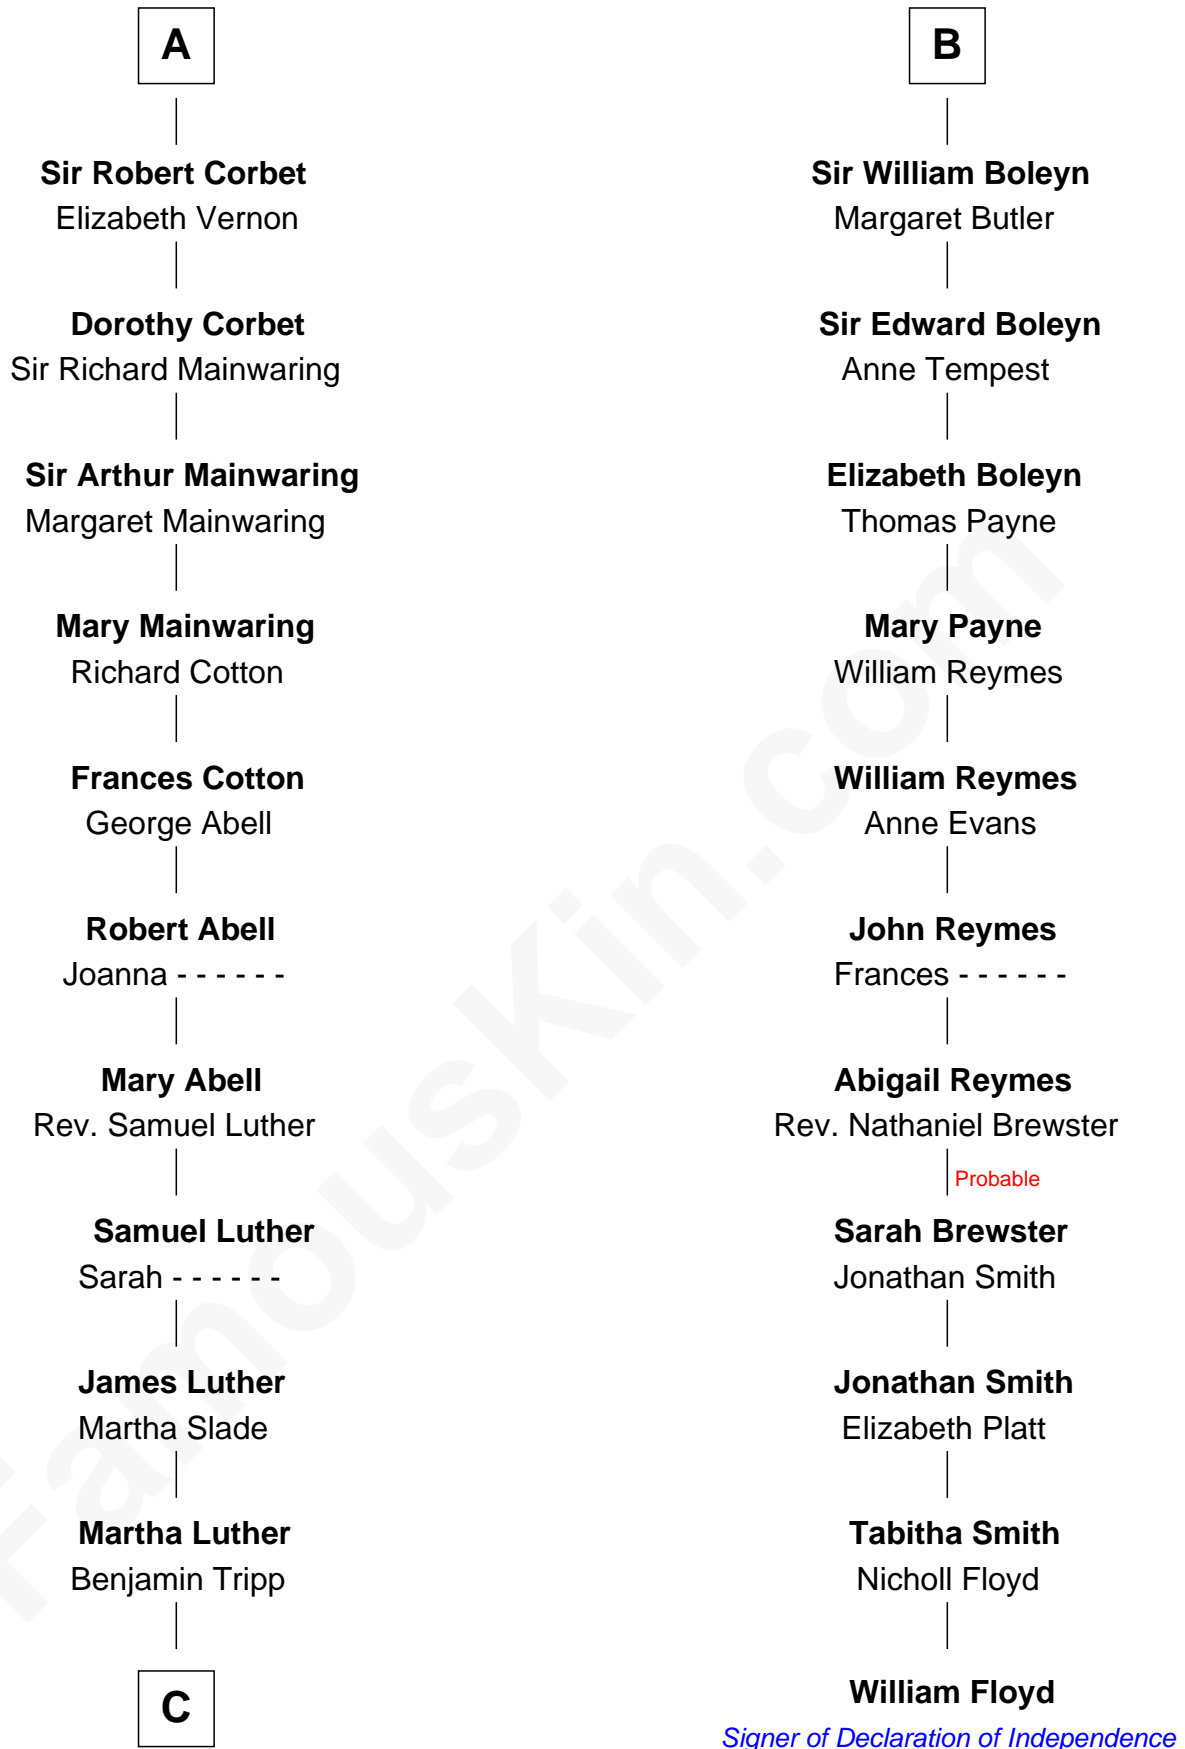 A
Sir Robert Corbet
Elizabeth Vernon
Dorothy Corbet
Sir Richard Mainwaring
Sir Arthur Mainwaring
Margaret Mainwaring
Mary Mainwaring
Richard Cotton
Frances Cotton
George Abell
Robert Abell
Joanna - - - - - -
Mary Abell
Rev. Samuel Luther
Samuel Luther
Sarah - - - - - -
James Luther
Martha Slade
Martha Luther
Benjamin Tripp
C
B
Sir William Boleyn
Margaret Butler
Sir Edward Boleyn
Anne Tempest
Elizabeth Boleyn
Thomas Payne
Mary Payne
William Reymes
William Reymes
Anne Evans
John Reymes
Frances - - - - - -
Abigail Reymes
Rev. Nathaniel Brewster
Probable
Sarah Brewster
Jonathan Smith
Jonathan Smith
Elizabeth Platt
Tabitha Smith
Nicholl Floyd
William Floyd
Signer of Declaration of Independence
FamousKin.com